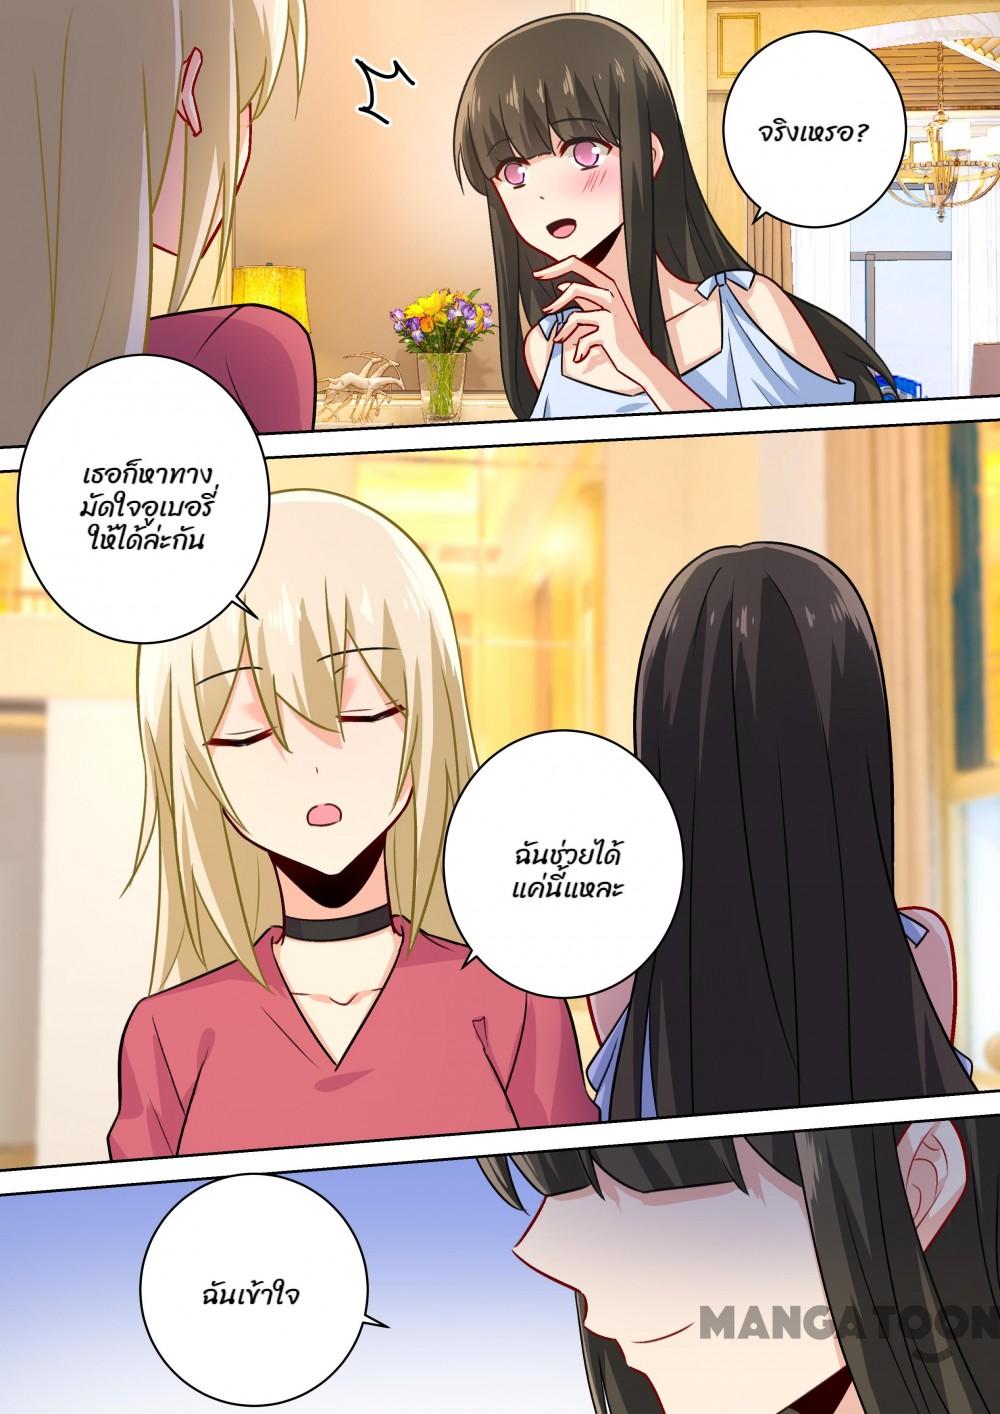 จริงเหรอ?
เธอก็หาทาง
มัดใจอูเบอรี่
ให้ได้ล่ะกัน
ฉันช่วยได้
แค่นี้แหละ
ฉันเข้าใจ
MANGATOON